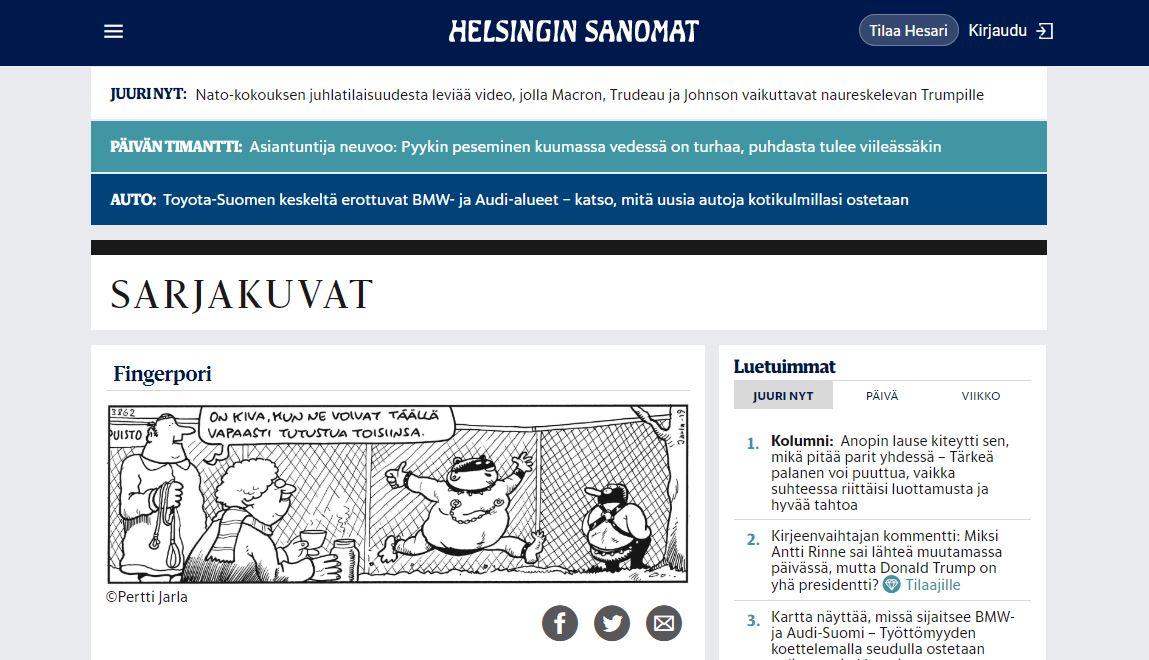 HELSINGIN SANOMAT
Tilaa Hesari
Kirjaudu
JUURI NYT: Nato-kokouksen juhlatilaisuudesta leviää video, jolla Macron, Trudeau ja Johnson vaikuttavat naureskelevan Trumpille
PÄIVÄN TIMANTTI: Asiantuntija neuvoo: Pyykin peseminen kuumassa vedessä on turhaa, puhdasta tulee viileässäkin
AUTO: Toyota-Suomen keskeltä erottuvat BMW- ja Audi-alueet – katso, mitä uusia autoja kotikulmillasi ostetaan
SARJAKUVAT
Fingerpori
3862
PUISTO
ON KIVA, KUN NE VOIVAT TÄÄLLÄ
VAPAASTI TUTUSTUA TOISIINSA.
Jarla-19
©Pertti Jarla
Luetuimmat
JUURI NYT
PÄIVÄ
VIIKKO
1. Kolumni: Anopin lause kiteytti sen,
mikä pitää parit yhdessä – Tärkeä
palanen voi puuttua, vaikka
suhteessa riittäisi luottamusta ja
hyvää tahtoa
2. Kirjeenvaihtajan kommentti: Miksi
Antti Rinne sai lähteä muutamassa
päivässä, mutta Donald Trump on
yhä presidentti? Tilaajille
3. Kartta näyttää, missä sijaitsee BMW-
ja Audi-Suomi – Työttömyyden
koettelemalla seudulla ostetaan